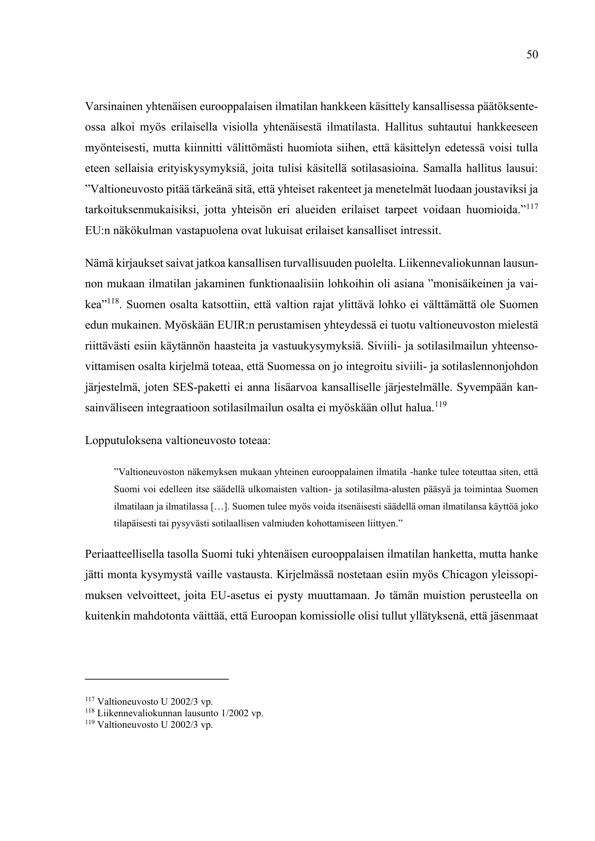 50
Varsinainen yhtenäisen eurooppalaisen ilmatilan hankkeen käsittely kansallisessa päätöksente-
ossa alkoi myös erilaisella visiolla yhtenäisestä ilmatilasta. Hallitus suhtautui hankkeeseen
myönteisesti, mutta kiinnitti välittömästi huomiota siihen, että käsittelyn edetessä voisi tulla
eteen sellaisia erityiskysymyksiä, joita tulisi käsitellä sotilasasioina. Samalla hallitus lausui:
”Valtioneuvosto pitää tärkeänä sitä, että yhteiset rakenteet ja menetelmät luodaan joustaviksi ja
tarkoituksenmukaisiksi, jotta yhteisön eri alueiden erilaiset tarpeet voidaan huomioida.”117
EU:n näkökulman vastapuolena ovat lukuisat erilaiset kansalliset intressit.
Nämä kirjaukset saivat jatkoa kansallisen turvallisuuden puolelta. Liikennevaliokunnan lausun-
non mukaan ilmatilan jakaminen funktionaalisiin lohkoihin oli asiana ”monisäikeinen ja vai-
kea”118. Suomen osalta katsottiin, että valtion rajat ylittävä lohko ei välttämättä ole Suomen
edun mukainen. Myöskään EUIR:n perustamisen yhteydessä ei tuotu valtioneuvoston mielestä
riittävästi esiin käytännön haasteita ja vastuukysymyksiä. Siviili- ja sotilasilmailun yhteenso-
vittamisen osalta kirjelmä toteaa, että Suomessa on jo integroitu siviili- ja sotilaslennonjohdon
järjestelmä, joten SES-paketti ei anna lisäarvoa kansalliselle järjestelmälle. Syvempään kan-
sainväliseen integraatioon sotilasilmailun osalta ei myöskään ollut halua.119
Lopputuloksena valtioneuvosto toteaa:
”Valtioneuvoston näkemyksen mukaan yhteinen eurooppalainen ilmatila -hanke tulee toteuttaa siten, että
Suomi voi edelleen itse säädellä ulkomaisten valtion- ja sotilasilma-alusten pääsyä ja toimintaa Suomen
ilmatilaan ja ilmatilassa […]. Suomen tulee myös voida itsenäisesti säädellä oman ilmatilansa käyttöä joko
tilapäisesti tai pysyvästi sotilaallisen valmiuden kohottamiseen liittyen.”
Periaatteellisella tasolla Suomi tuki yhtenäisen eurooppalaisen ilmatilan hanketta, mutta hanke
jätti monta kysymystä vaille vastausta. Kirjelmässä nostetaan esiin myös Chicagon yleissopi-
muksen velvoitteet, joita EU-asetus ei pysty muuttamaan. Jo tämän muistion perusteella on
kuitenkin mahdotonta väittää, että Euroopan komissiolle olisi tullut yllätyksenä, että jäsenmaat
117 Valtioneuvosto U 2002/3 vp.
118 Liikennevaliokunnan lausunto 1/2002 vp.
119 Valtioneuvosto U 2002/3 vp.